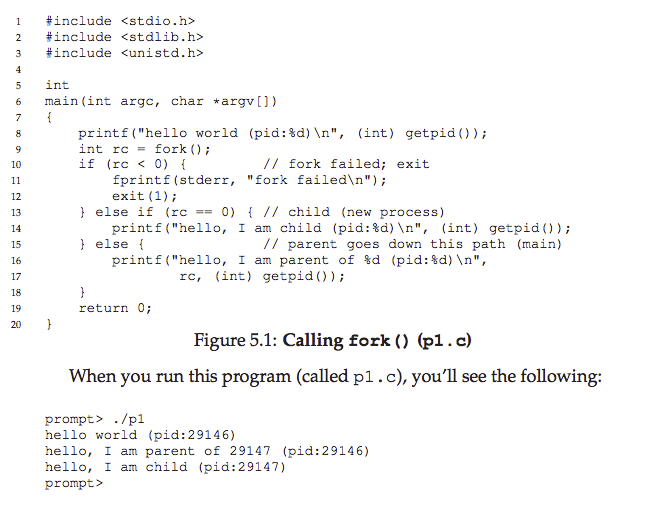 1 #include <stdio.h>
2 #include <stdlib.h>
3 #include <unistd.h>
4
5 int
6 main(int argc, char *argv[])
7 {
8     printf("hello world (pid:%d)\n", (int) getpid());
9     int rc = fork();
10     if (rc < 0) {         // fork failed; exit
11         fprintf(stderr, "fork failed\n");
12         exit(1);
13     } else if (rc == 0) { // child (new process)
14         printf("hello, I am child (pid:%d)\n", (int) getpid());
15     } else {              // parent goes down this path (main)
16         printf("hello, I am parent of %d (pid:%d)\n",
17                 rc, (int) getpid());
18     }
19     return 0;
20 }
Figure 5.1: Calling fork() (p1.c)
When you run this program (called p1.c), you'll see the following:
prompt> ./p1
hello world (pid:29146)
hello, I am parent of 29147 (pid:29146)
hello, I am child (pid:29147)
prompt>